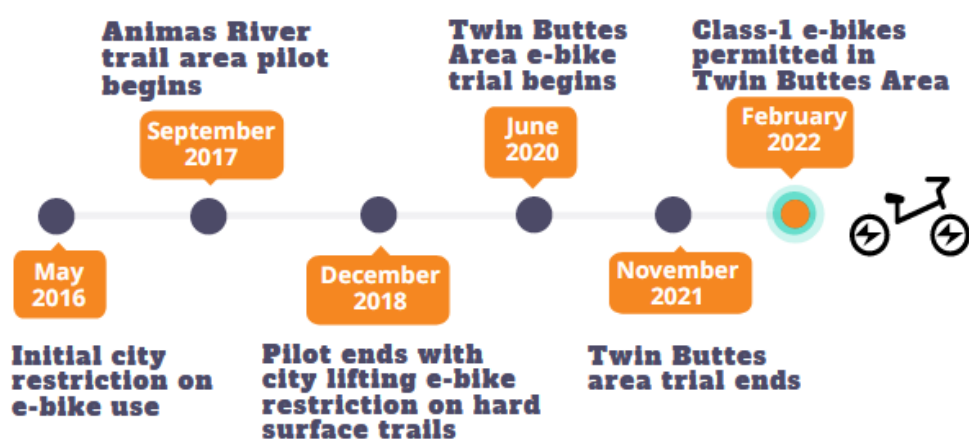 Animas River
trail area pilot
begins
Twin Buttes
Area e-bike
trial begins
Class-1 e-bikes
permitted in
Twin Buttes Area
September
2017
June
2020
February
2022
May
2016
December
2018
November
2021
Initial city
restriction on
e-bike use
Pilot ends with
city lifting e-bike
restriction on hard
surface trails
Twin Buttes
area trial ends